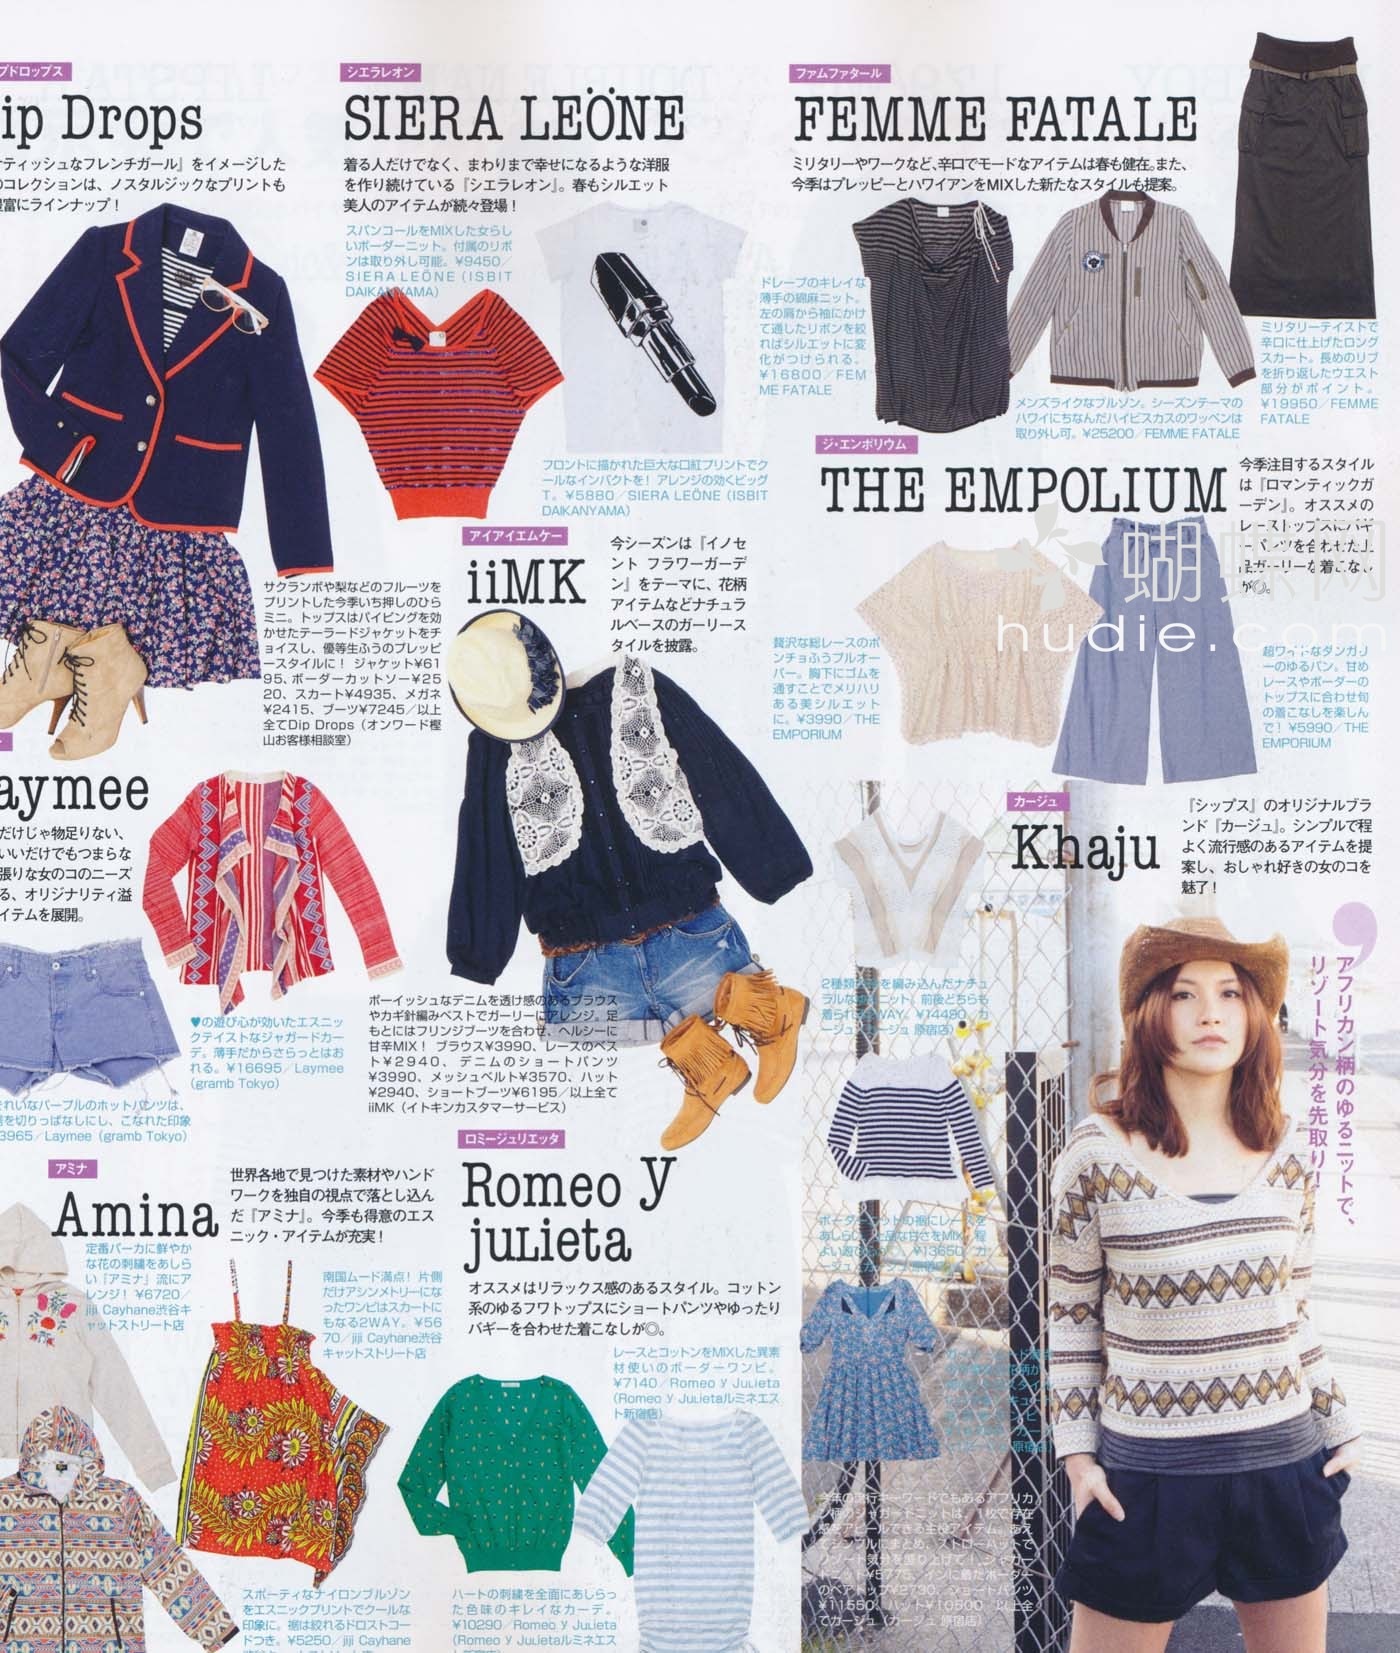 プドロップス
ip Drops
ティッシュなフレンチガール』をイメージした
コレクションは、ノスタルジックなプリントも
豊富にラインナップ！
サクランボや梨などのフルーツを
プリントした今季いち押しのひら
ミニ。トップスはパイピングを効
かせたテーラードジャケットをチ
ョイスし、優等生ふうのプレッピ
ースタイルに！ ジャケット¥61
95、ボーダーカットソー¥25
20、スカート¥4935、メガネ
¥2415、ブーツ¥7245／以上
全てDip Drops（オンワード樫
山お客様相談室）
シエラレオン
SIERA LEÖNE
着る人だけでなく、まわりまで幸せになるような洋服
を作り続けている『シエラレオン』。春もシルエット
美人のアイテムが続々登場！
スパンコールをMIXした女らし
いボーダーニット。付属のリボ
ンは取り外し可能。¥9450／
SIERA LEÖNE（ISBIT
DAIKANYAMA）
フロントに描かれた巨大な口紅プリントでク
ールなインパクトを！ アレンジの効くビッグ
T。¥5880／SIERA LEÖNE（ISBIT
DAIKANYAMA）
ファムファタール
FEMME FATALE
ミリタリーやワークなど、辛口でモードなアイテムは春も健在。また、
今季はプレッピーとハワイアンをMIXした新たなスタイルも提案。
ドレープのキレイな
薄手の綿麻ニット。
左の肩から袖にかけ
て通したリボンを絞
ればシルエットに変
化がつけられる。
¥16800／FEM
ME FATALE
メンズライクなブルゾン。シーズンテーマの
ハワイにちなんだハイビスカスのワッペンは
取り外し可。¥25200／FEMME FATALE
ミリタリーテイストで
辛口に仕上げたロング
スカート。長めのリブ
を折り返したウエスト
部分がポイント。
¥19950／FEMME
FATALE
ジ・エンポリウム
THE EMPOLIUM
今季注目するスタイル
は『ロマンティックガ
ーデン』。オススメの
レーストップスにバギ
ーパンツを合わせた上
品ガーリーな着こなし
が◎。
贅沢な総レースのポ
ンチョふうプルオー
バー。胸下にゴムを
通すことでメリハリ
ある美シルエット
に。¥3990／THE
EMPORIUM
超ワイドなダンガリ
ーのゆるパン。甘め
レースやボーダーの
トップスに合わせ旬
の着こなしを楽しん
で！ ¥5990／THE
EMPORIUM
蝴蝶网
hudie.com
アイアイエムケー
iiMK
今シーズンは『イノセ
ント フラワーガーデ
ン』をテーマに、花柄
アイテムなどナチュラ
ルベースのガーリース
タイルを披露。
ボーイッシュなデニムを透け感のあるブラウス
やカギ針編みベストでガーリーにアレンジ。足
もとにはフリンジブーツを合わせ、ヘルシーに
甘辛MIX！ ブラウス¥3990、レースのベス
ト¥2940、デニムのショートパンツ
¥3990、メッシュベルト¥3570、ハット
¥2940、ショートブーツ¥6195／以上全て
iiMK（イトキンカスタマーサービス）
aymee
だけじゃ物足りない、
いいだけでもつまらな
張りな女のコのニーズ
る、オリジナリティ溢
イテムを展開。
♥の遊び心が効いたエスニッ
クテイストなジャガードカー
デ。薄手だからさらっとはお
れる。¥16695／Laymee
（gramb Tokyo）
きれいなパープルのホットパンツは、
を切りっぱなしにし、こなれた印象
3965／Laymee（gramb Tokyo）
カージュ
Khaju
『シップス』のオリジナルブラ
ンド『カージュ』。シンプルで程
よく流行感のあるアイテムを提
案し、おしゃれ好きの女のコを
魅了！
アフリカン柄のゆるニットで、
リゾート気分を先取り！
¥14490／カ
ージュ（カージュ 原宿店）
ボーダーニットの裾にレースを
¥13650／カ
ージュ（カージュ 原宿店）
今年の流行キーワードでもあるアフリカ
ン柄のジャガードニットは、1枚で存在
感をアピールできる主役アイテム。あえ
てシンプルにまとめ、ストローハットで
リゾート気分を盛り上げて！ ジャガー
ドニット¥5775、インに着たボーダー
のベアトップ¥2730、ショートパンツ
¥11550、ハット¥10500／以上全
てカージュ（カージュ 原宿店）
アミナ
Amina
世界各地で見つけた素材やハンド
ワークを独自の視点で落とし込ん
だ『アミナ』。今季も得意のエス
ニック・アイテムが充実！
定番パーカに鮮やか
な花の刺繍をあしら
い『アミナ』流にア
レンジ！ ¥6720／
jiji Cayhane渋谷キ
ャットストリート店
南国ムード満点！ 片側
だけアシンメトリーにな
ったワンピはスカートに
もなる2WAY。¥56
70／jiji Cayhane渋谷
キャットストリート店
スポーティなナイロンブルゾン
をエスニックプリントでクールな
印象に。裾は絞れるドロストコー
ドつき。¥5250／jiji Cayhane
ロミージュリエッタ
Romeo y
juLieta
オススメはリラックス感のあるスタイル。コットン
系のゆるフワトップスにショートパンツやゆったり
バギーを合わせた着こなしが◎。
レースとコットンをMIXした異素
材使いのボーダーワンピ。
¥7140／Romeo y JuLieta
（Romeo y JuLietaルミネエス
ト新宿店）
ハートの刺繍を全面にあしらっ
た色味のキレイなカーデ。
¥10290／Romeo y JuLieta
（Romeo y JuLietaルミネエス
ト新宿店）